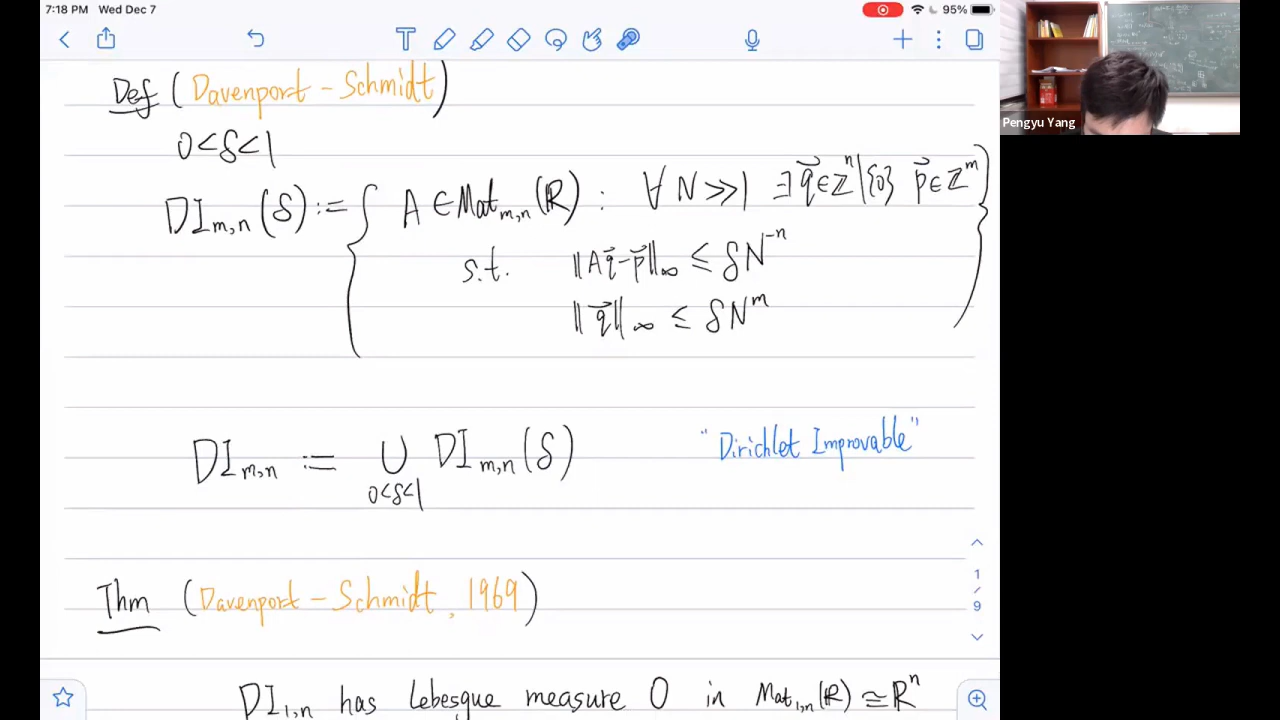 7:18 PM Wed Dec 7
95%
Def (Davenport-Schmidt)
0<δ<1
DI_{m,n}(δ) := { A ∈ Mat_{m,n}(ℝ) : ∀ N≫1 ∃ q⃗∈ℤ^n\{0} p⃗∈ℤ^m }
s.t. ‖Aq⃗-p⃗‖_∞ ≤ δN^{-n}
‖q⃗‖_∞ ≤ δN^m
DI_{m,n} := ∪_{0<δ<1} DI_{m,n}(δ) "Dirichlet Improvable"
Thm (Davenport-Schmidt, 1969)
DI_{1,n} has Lebesgue measure 0 in Mat_{1,n}(ℝ) ≅ ℝ^n
1
/
9
Pengyu Yang